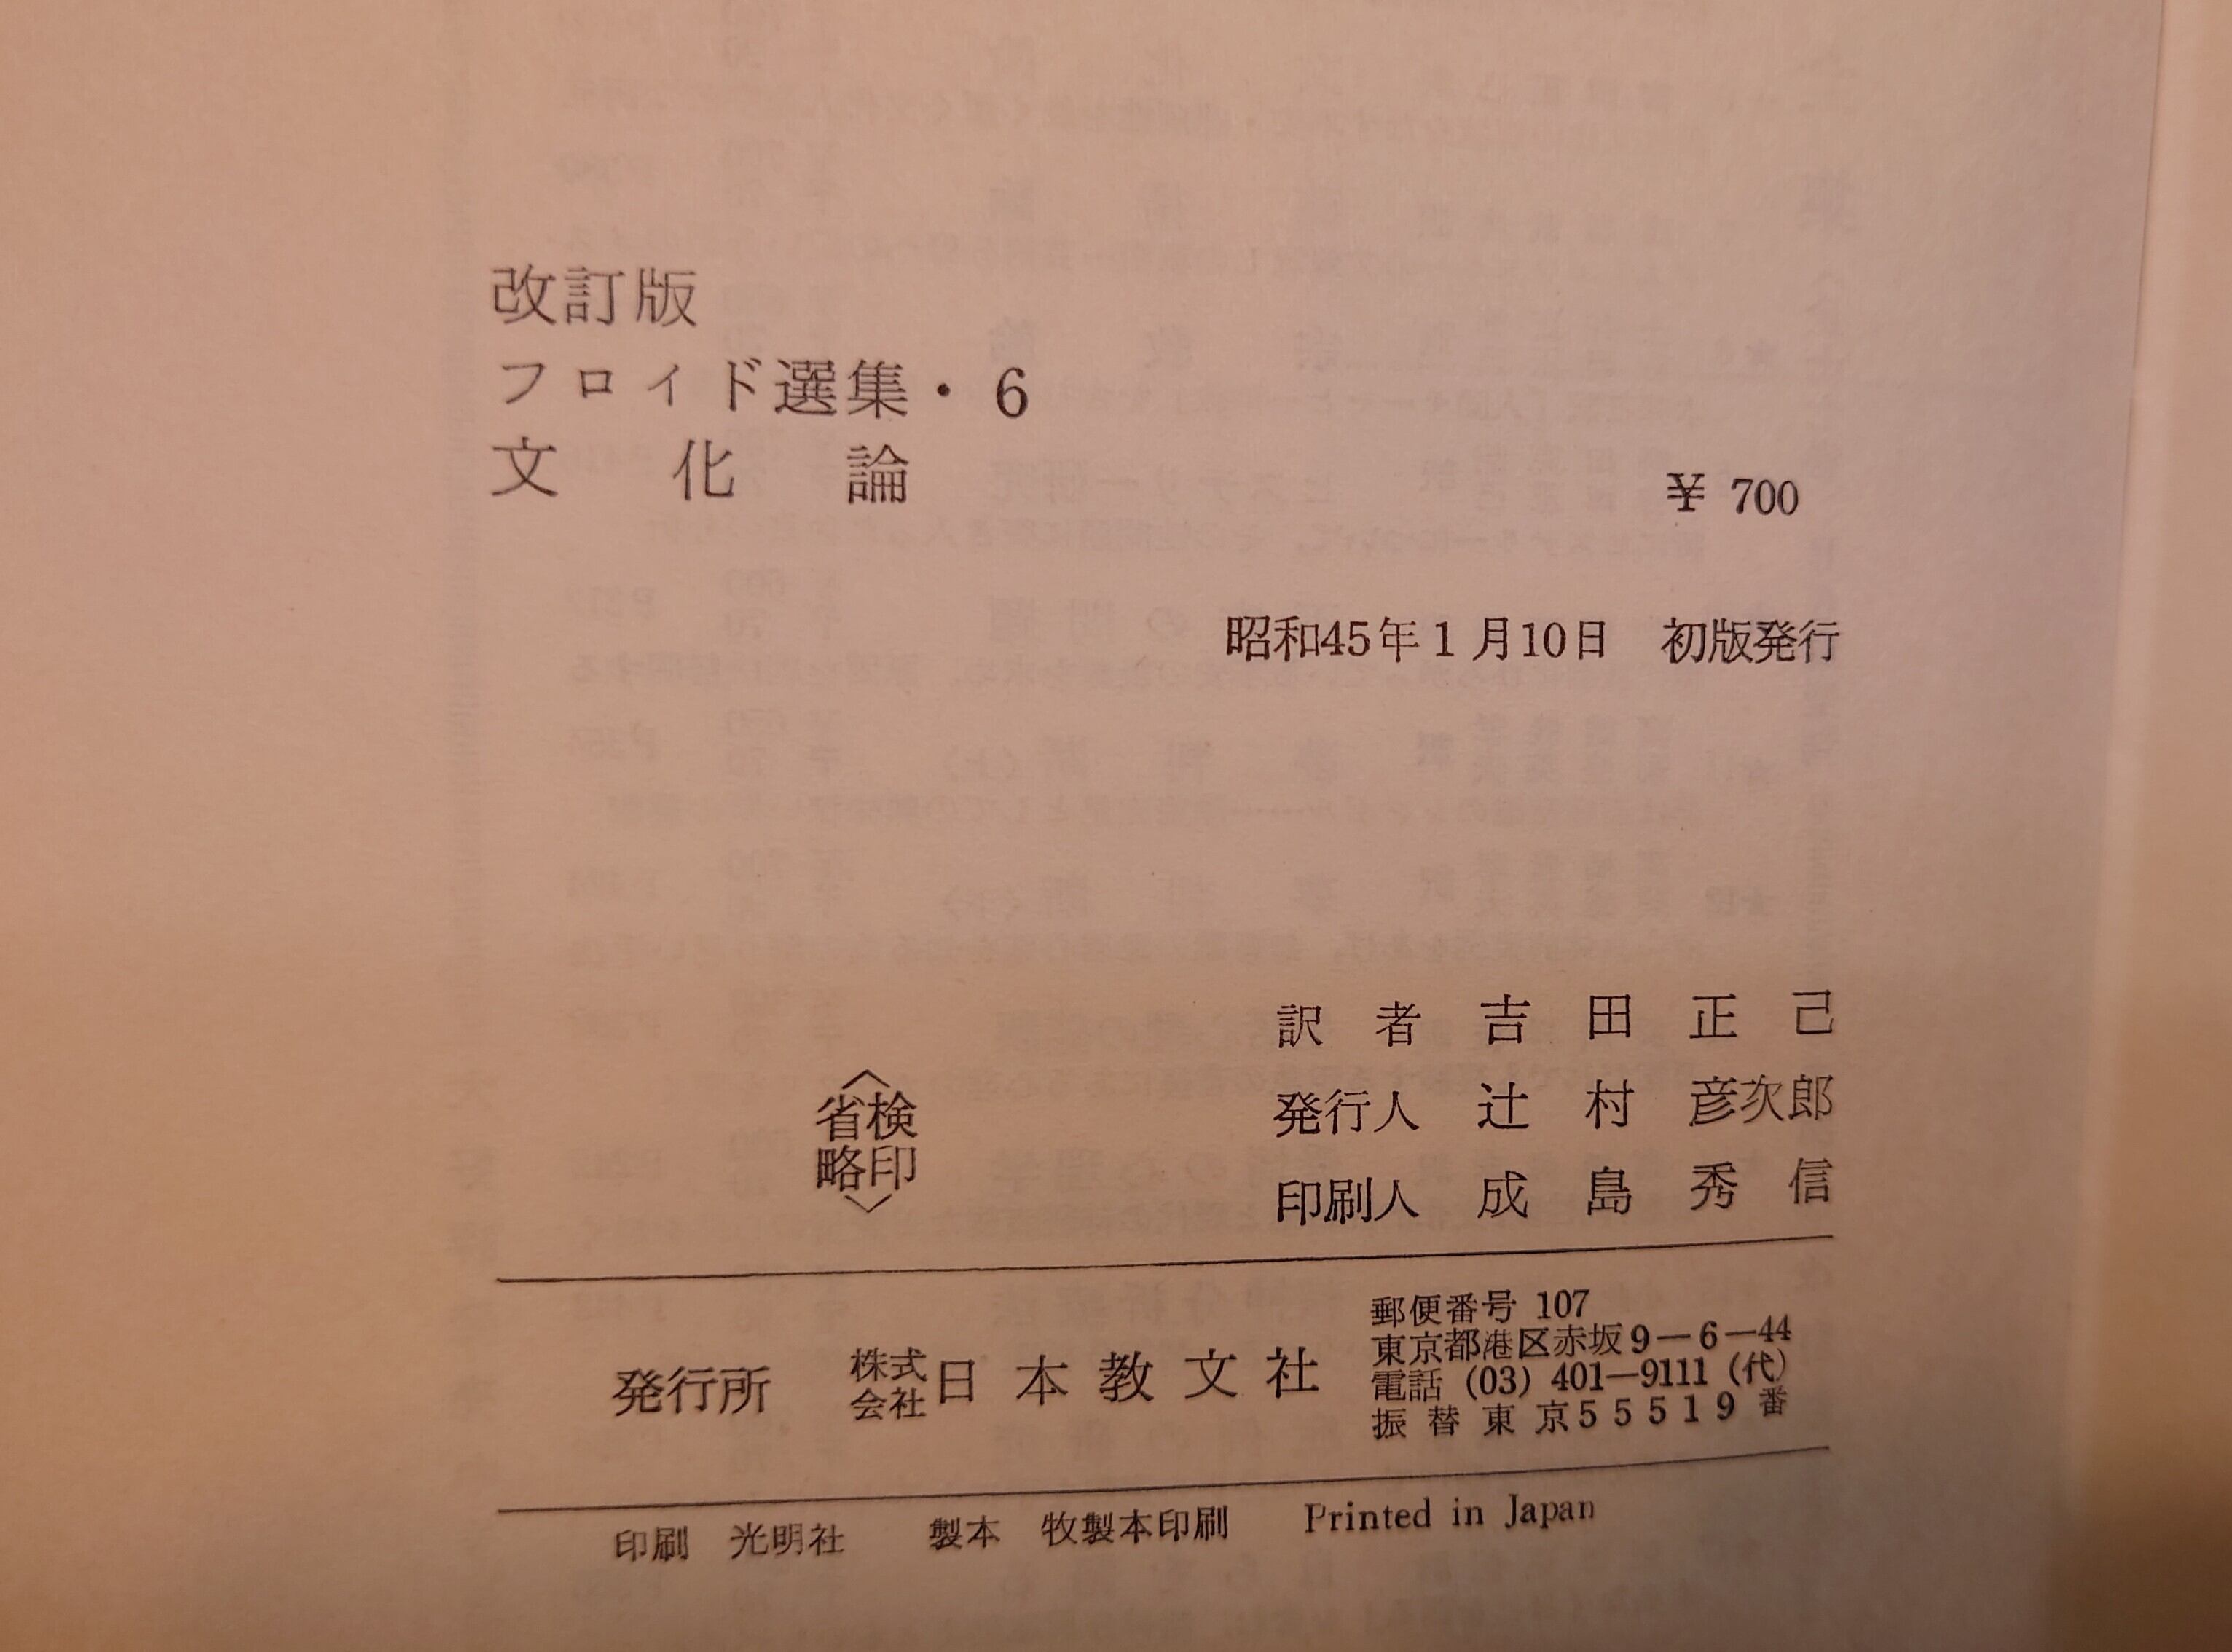 改訂版
フロイド選集・6
文化論
¥ 700
昭和45年1月10日 初版発行
訳者 吉田正己
発行人 辻村彦次郎
印刷人 成島秀信
〈検印省略〉
発行所 株式会社 日本教文社
郵便番号 107
東京都港区赤坂9－6－44
電話 (03) 401－9111 (代)
振替東京55519番
印刷 光明社 製本 牧製本印刷 Printed in Japan